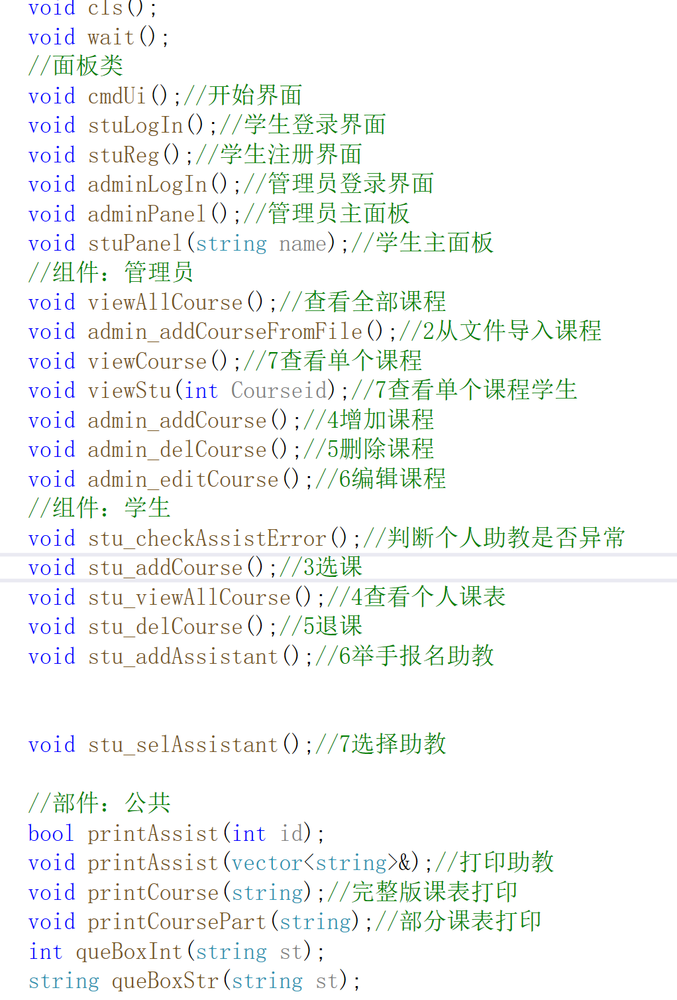 void cls();
void wait();
//面板类
void cmdUi();//开始界面
void stuLogIn();//学生登录界面
void stuReg();//学生注册界面
void adminLogIn();//管理员登录界面
void adminPanel();//管理员主面板
void stuPanel(string name);//学生主面板
//组件：管理员
void viewAllCourse();//查看全部课程
void admin_addCourseFromFile();//2从文件导入课程
void viewCourse();//7查看单个课程
void viewStu(int Courseid);//7查看单个课程学生
void admin_addCourse();//4增加课程
void admin_delCourse();//5删除课程
void admin_editCourse();//6编辑课程
//组件：学生
void stu_checkAssistError();//判断个人助教是否异常
void stu_addCourse();//3选课
void stu_viewAllCourse();//4查看个人课表
void stu_delCourse();//5退课
void stu_addAssistant();//6举手报名助教
void stu_selAssistant();//7选择助教
//部件：公共
bool printAssist(int id);
void printAssist(vector<string>&);//打印助教
void printCourse(string);//完整版课表打印
void printCoursePart(string);//部分课表打印
int queBoxInt(string st);
string queBoxStr(string st);